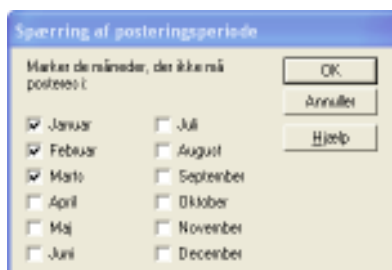 Spærring af posteringsperiode
Marker de måneder, der ikke må
posteres i:
OK
Annuller
Hjælp
Januar
Februar
Marts
April
Maj
Juni
Juli
August
September
Oktober
November
December